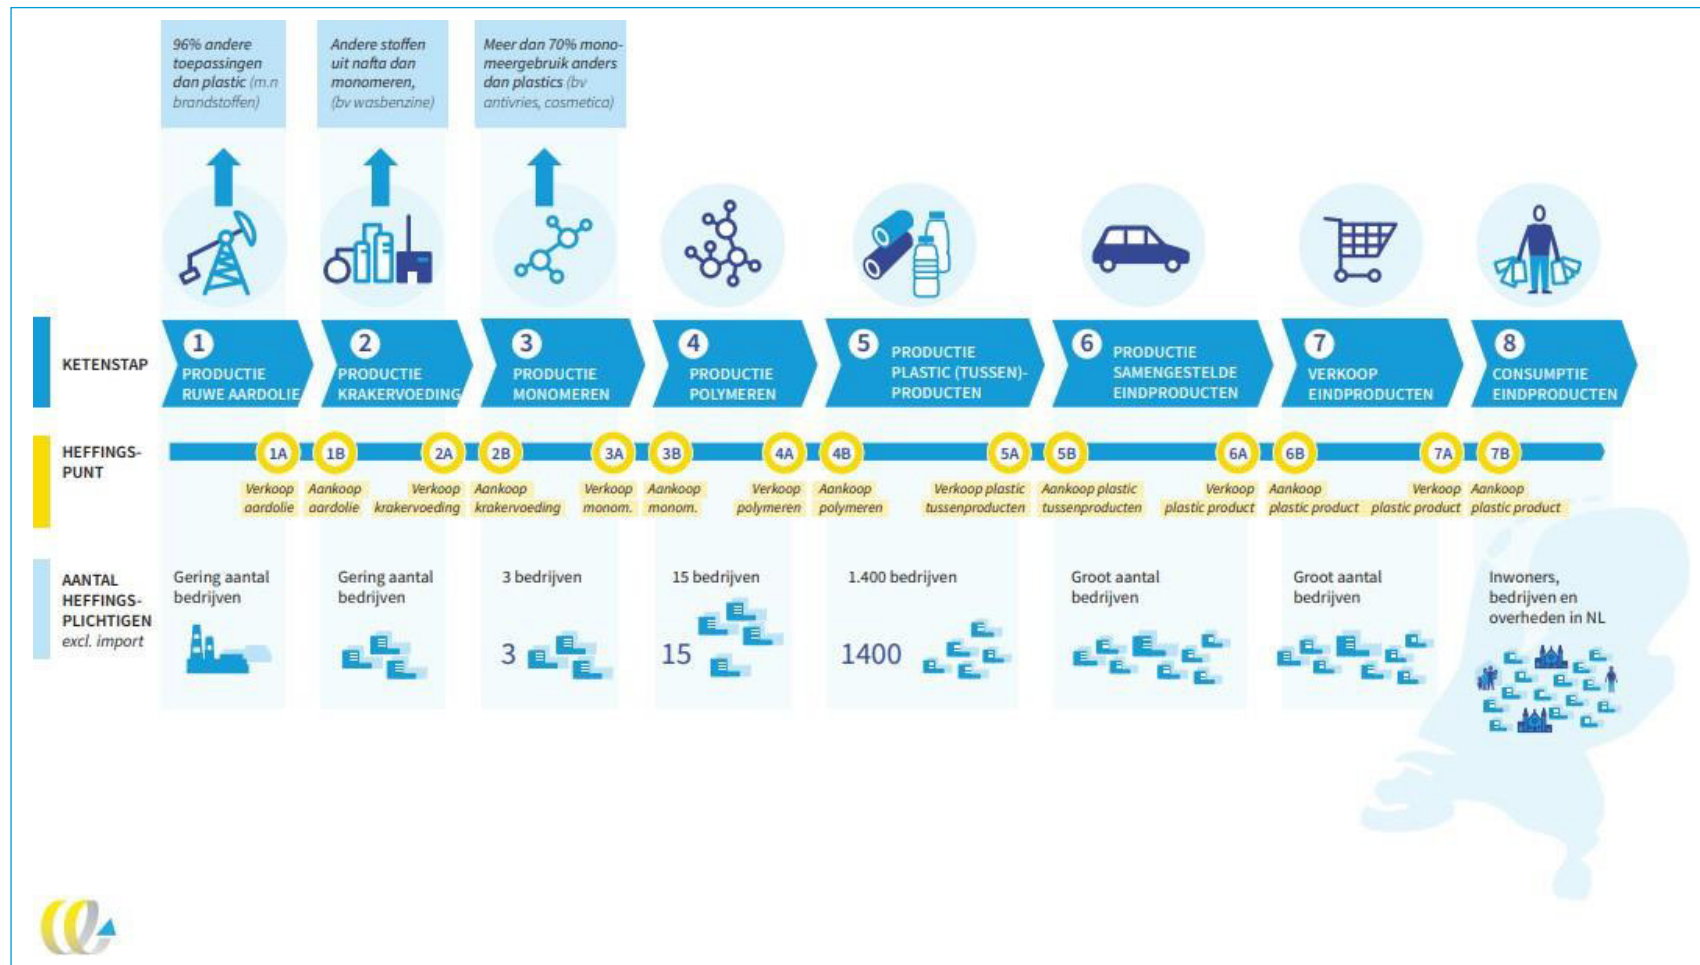 96% andere
toepassingen
dan plastic (m.n
brandstoffen)
Andere stoffen
uit nafta dan
monomeren,
(bv wasbenzine)
Meer dan 70% mono-
meergebruik anders
dan plastics (bv
antivries, cosmetica)
KETENSTAP
1
PRODUCTIE
RUWE AARDOLIE
2
PRODUCTIE
KRAKERVOEDING
3
PRODUCTIE
MONOMEREN
4
PRODUCTIE
POLYMEREN
5
PRODUCTIE
PLASTIC (TUSSEN)-
PRODUCTEN
6
PRODUCTIE
SAMENGESTELDE
EINDPRODUCTEN
7
VERKOOP
EINDPRODUCTEN
8
CONSUMPTIE
EINDPRODUCTEN
HEFFINGS-
PUNT
1A
Verkoop
aardolie
1B
Aankoop
aardolie
2A
Verkoop
krakervoeding
2B
Aankoop
krakervoeding
3A
Verkoop
monom.
3B
Aankoop
monom.
4A
Verkoop
polymeren
4B
Aankoop
polymeren
5A
Verkoop plastic
tussenproducten
5B
Aankoop plastic
tussenproducten
6A
Verkoop
plastic product
6B
Aankoop
plastic product
7A
Verkoop
plastic product
7B
Aankoop
plastic product
AANTAL
HEFFINGS-
PLICHTIGEN
excl. import
Gering aantal
bedrijven
Gering aantal
bedrijven
3 bedrijven
3
15 bedrijven
15
1.400 bedrijven
1400
Groot aantal
bedrijven
Groot aantal
bedrijven
Inwoners,
bedrijven en
overheden in NL